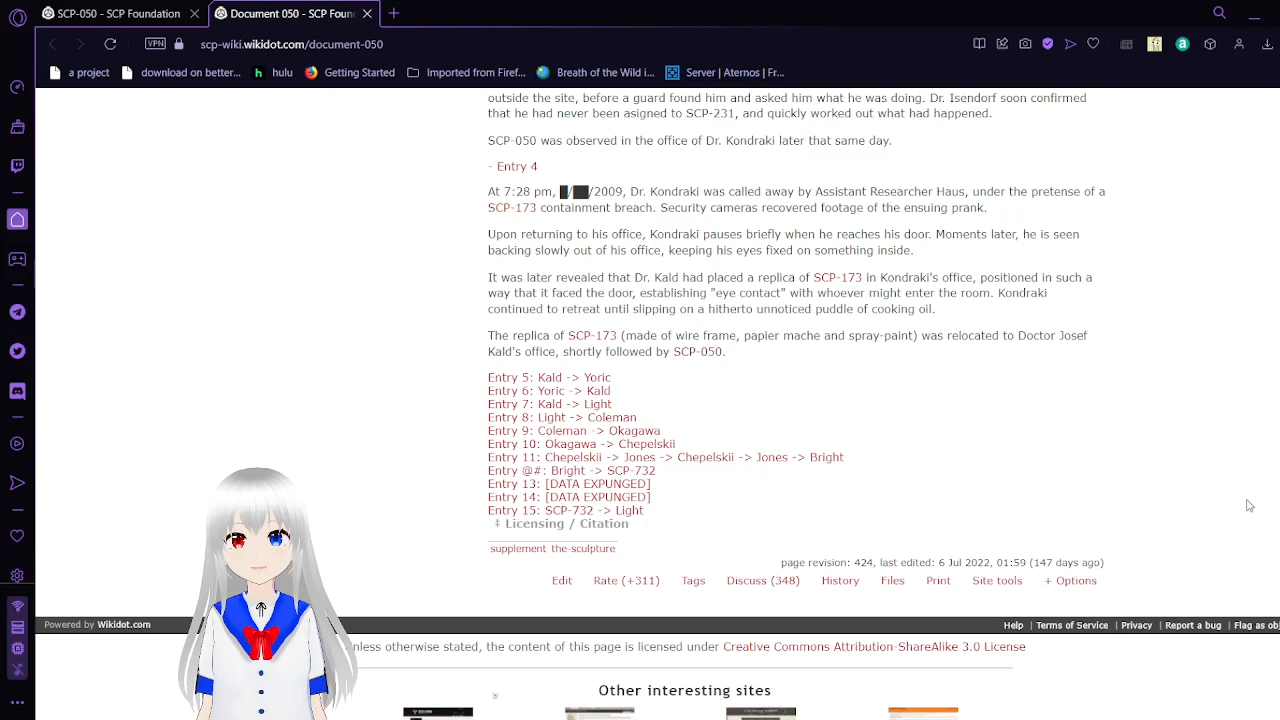 SCP-050 - SCP Foundation
Document 050 - SCP Foun
VPN
scp-wiki.wikidot.com/document-050
a project
download on better...
hulu
Getting Started
Imported from Firef...
Breath of the Wild i...
Server | Aternos | Fr...
outside the site, before a guard found him and asked him what he was doing. Dr. Isendorf soon confirmed
that he had never been asigned to SCP-231, and quickly worked out what had happened.
SCP-050 was observed in the office of Dr. Kondraki later that same day.
- Entry 4
At 7:28 pm, █/██/2009, Dr. Kondraki was called away by Assistant Researcher Haus, under the pretense of a
SCP-173 containment breach. Security cameras recovered footage of the ensuing prank.
Upon returning to his office, Kondraki pauses briefly when he reaches his door. Moments later, he is seen
backing slowly out of his office, keeping his eyes fixed on something inside.
It was later revealed that Dr. Kald had placed a replica of SCP-173 in Kondraki's office, positioned in such a
way that it faced the door, establishing "eye contact" with whoever might enter the room. Kondraki
continued to retreat until slipping on a hitherto unnoticed puddle of cooking oil.
The replica of SCP-173 (made of wire frame, papier mache and spray-paint) was relocated to Doctor Josef
Kald's office, shortly followed by SCP-050.
Entry 5: Kald -> Yoric
Entry 6: Yoric -> Kald
Entry 7: Kald -> Light
Entry 8: Light -> Coleman
Entry 9: Coleman -> Okagawa
Entry 10: Okagawa -> Chepelskii
Entry 11: Chepelskii -> Jones -> Chepelskii -> Jones -> Bright
Entry @#: Bright -> SCP-732
Entry 13: [DATA EXPUNGED]
Entry 14: [DATA EXPUNGED]
Entry 15: SCP-732 -> Light
‡ Licensing / Citation
supplement the-sculpture
page revision: 424, last edited: 6 Jul 2022, 01:59 (147 days ago)
Edit Rate (+311) Tags Discuss (348) History Files Print Site tools + Options
Powered by Wikidot.com
Help | Terms of Service | Privacy | Report a bug | Flag as obj
nless otherwise stated, the content of this page is licensed under Creative Commons Attribution-ShareAlike 3.0 License
Other interesting sites